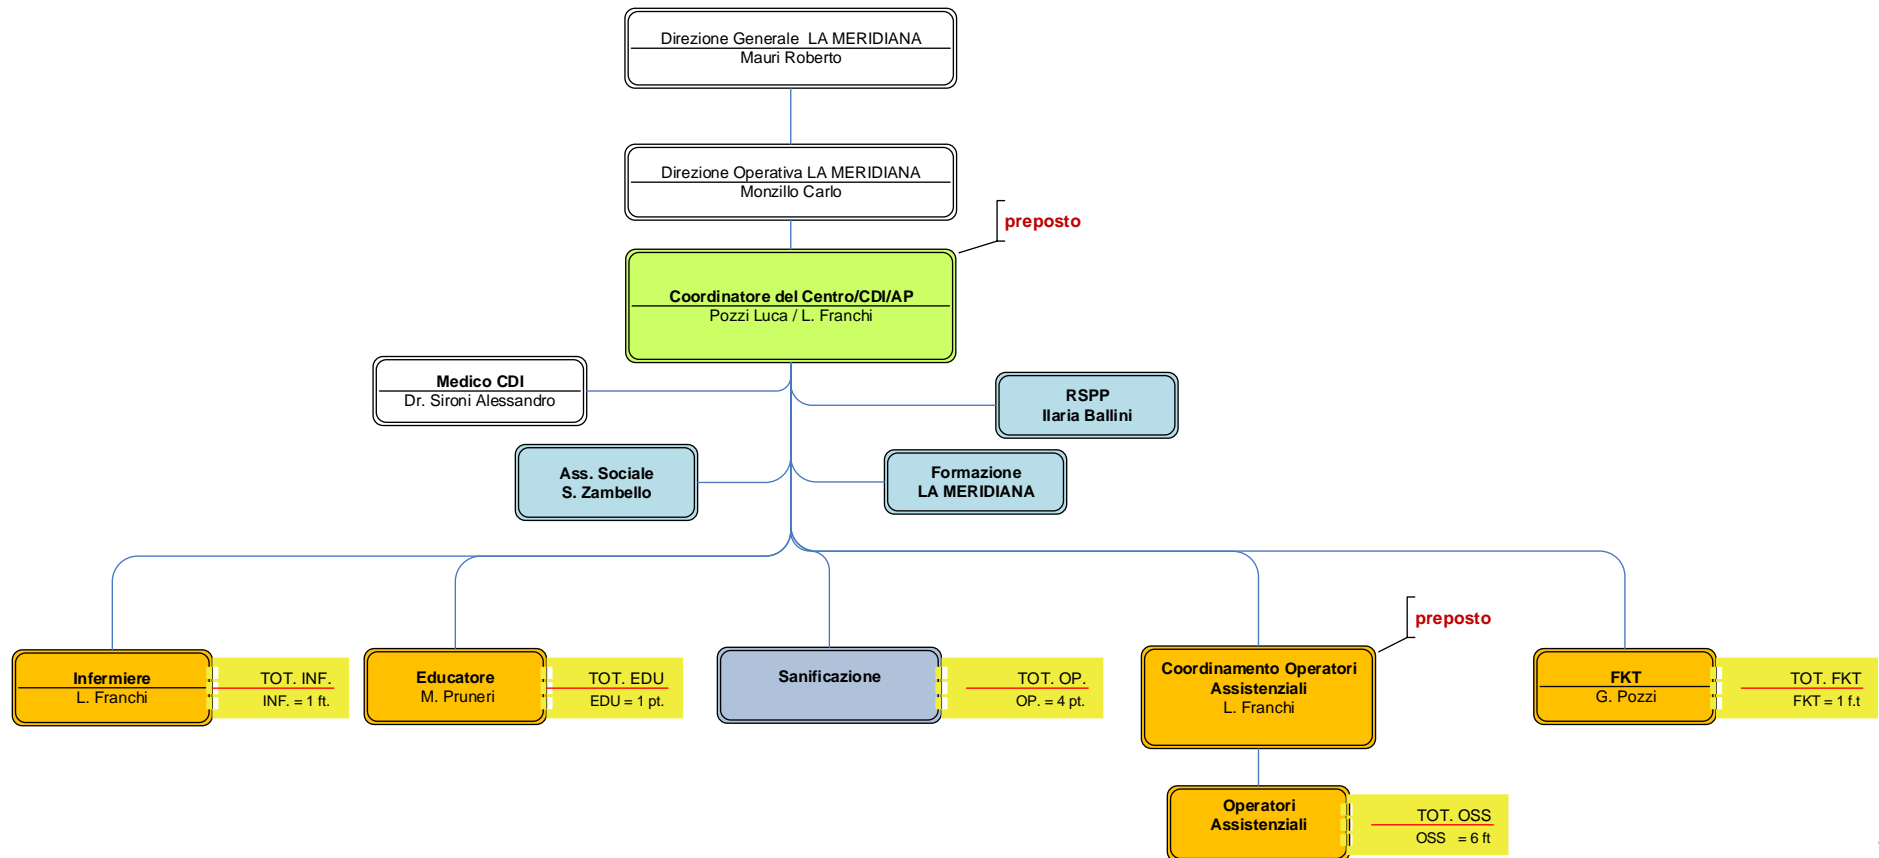 Direzione Generale  LA MERIDIANA
Mauri Roberto
Direzione Operativa LA MERIDIANA
Monzillo Carlo
preposto
Coordinatore del Centro/CDI/AP
Pozzi Luca / L. Franchi
Medico CDI
Dr. Sironi Alessandro
RSPP
Ilaria Ballini
Ass. Sociale
S. Zambello
Formazione
LA MERIDIANA
preposto
Infermiere
L. Franchi
TOT. INF.
INF. = 1 ft.
Educatore
M. Pruneri
TOT. EDU
EDU = 1 pt.
Sanificazione
TOT. OP.
OP. = 4 pt.
Coordinamento Operatori
Assistenziali
L. Franchi
FKT
G. Pozzi
TOT. FKT
FKT = 1 f.t
Operatori
Assistenziali
TOT. OSS
OSS   = 6 ft